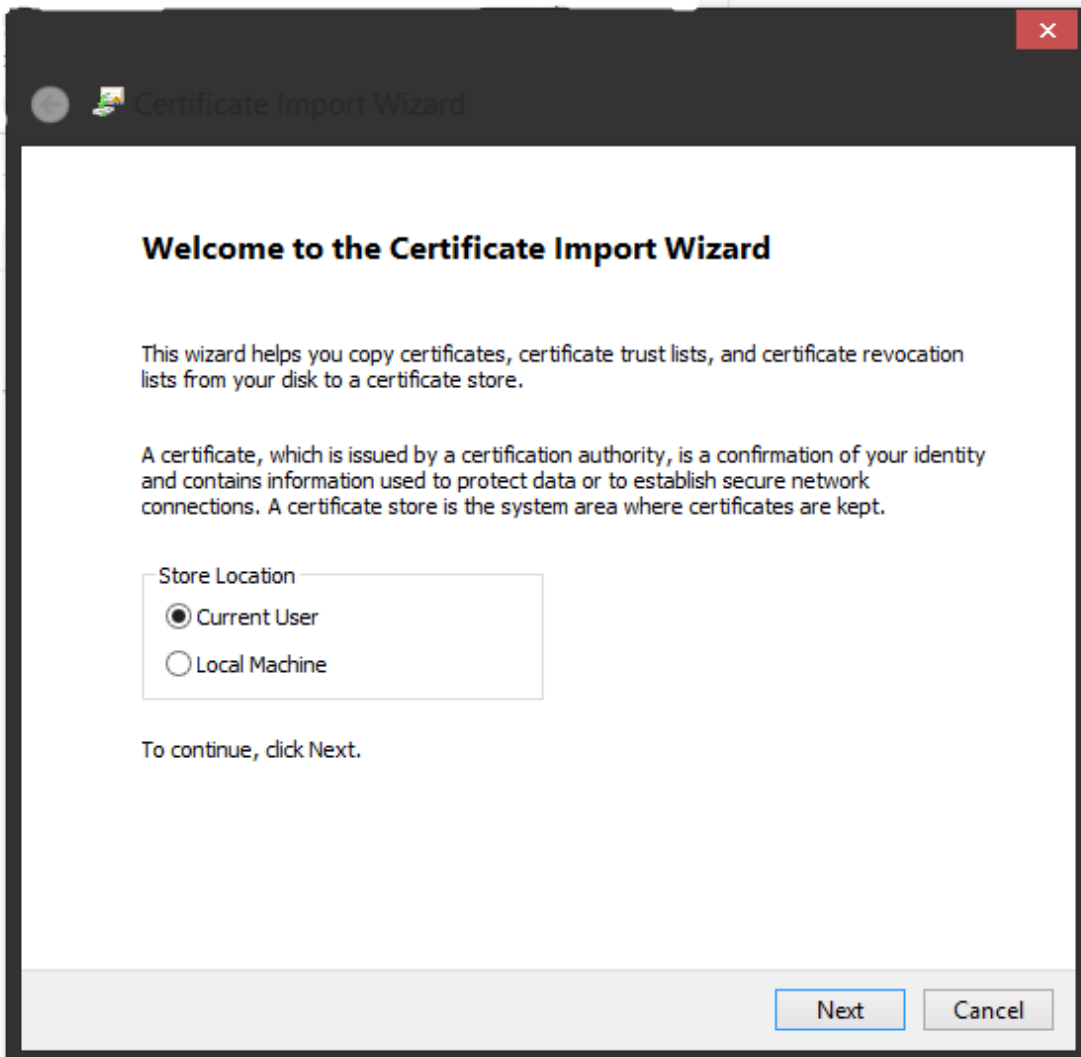 Certificate Import Wizard
Welcome to the Certificate Import Wizard
This wizard helps you copy certificates, certificate trust lists, and certificate revocation
lists from your disk to a certificate store.
A certificate, which is issued by a certification authority, is a confirmation of your identity
and contains information used to protect data or to establish secure network
connections. A certificate store is the system area where certificates are kept.
Store Location
Current User
Local Machine
To continue, click Next.
Next
Cancel